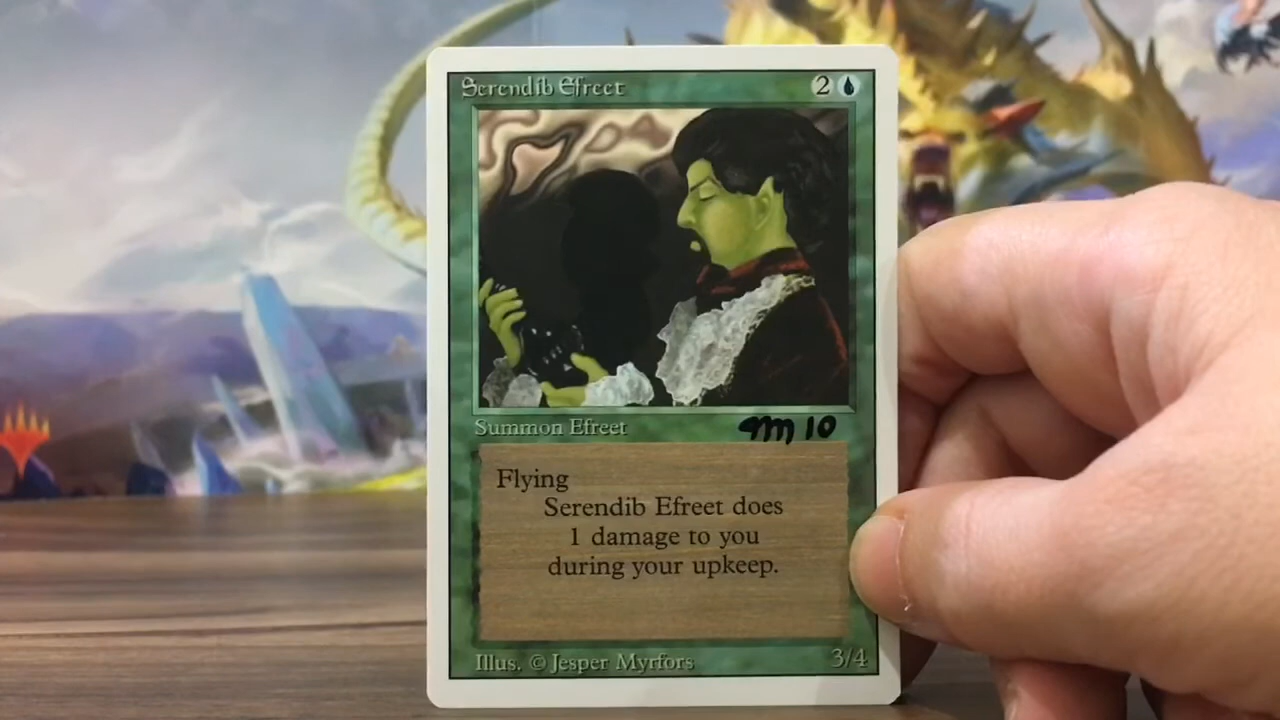 Serendib Efreet 2
Summon Efreet
m 10
Flying
Serendib Efreet does
1 damage to you
during your upkeep.
Illus. © Jesper Myrfors 3/4